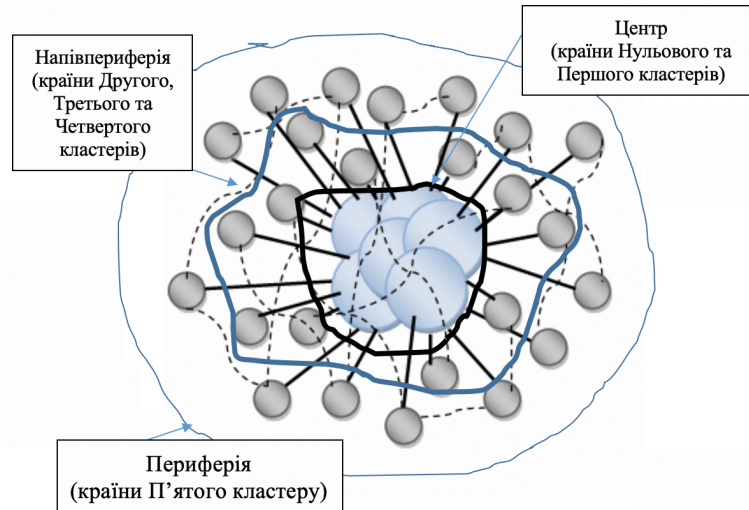 Напівпериферія
(країни Другого,
Третього та
Четвертого
кластерів)
Центр
(країни Нульового та
Першого кластерів)
Периферія
(країни П’ятого кластеру)